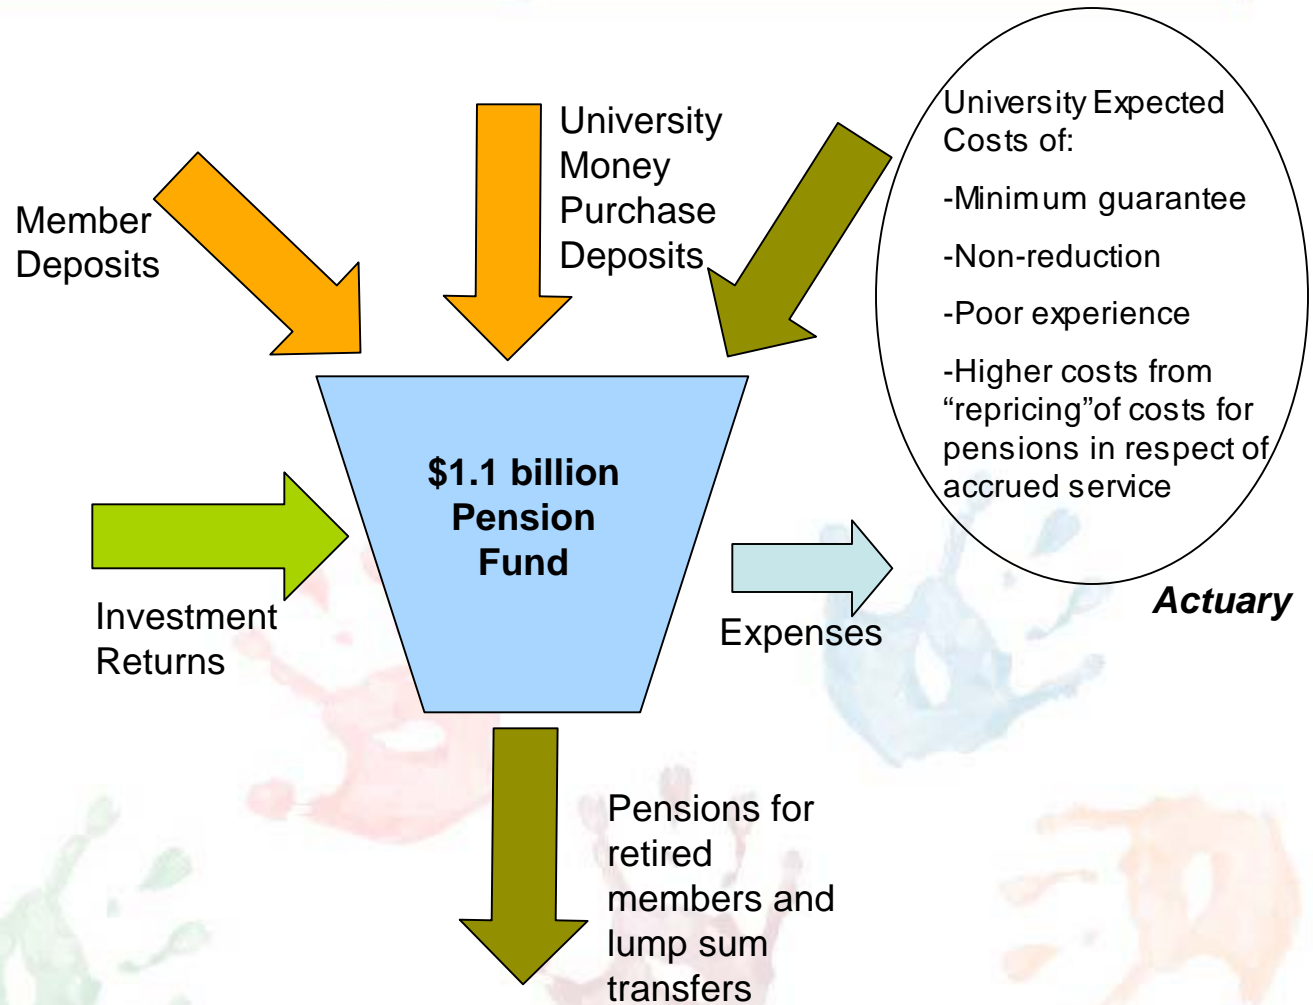 Member
Deposits
University
Money
Purchase
Deposits
University Expected
Costs of:
-Minimum guarantee
-Non-reduction
-Poor experience
-Higher costs from
“repricing”of costs for
pensions in respect of
accrued service
Actuary
$1.1 billion
Pension
Fund
Investment
Returns
Expenses
Pensions for
retired
members and
lump sum
transfers